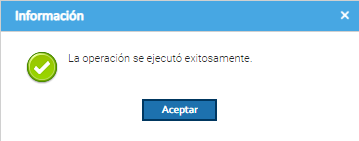 Información
La operación se ejecutó exitosamente.
Aceptar